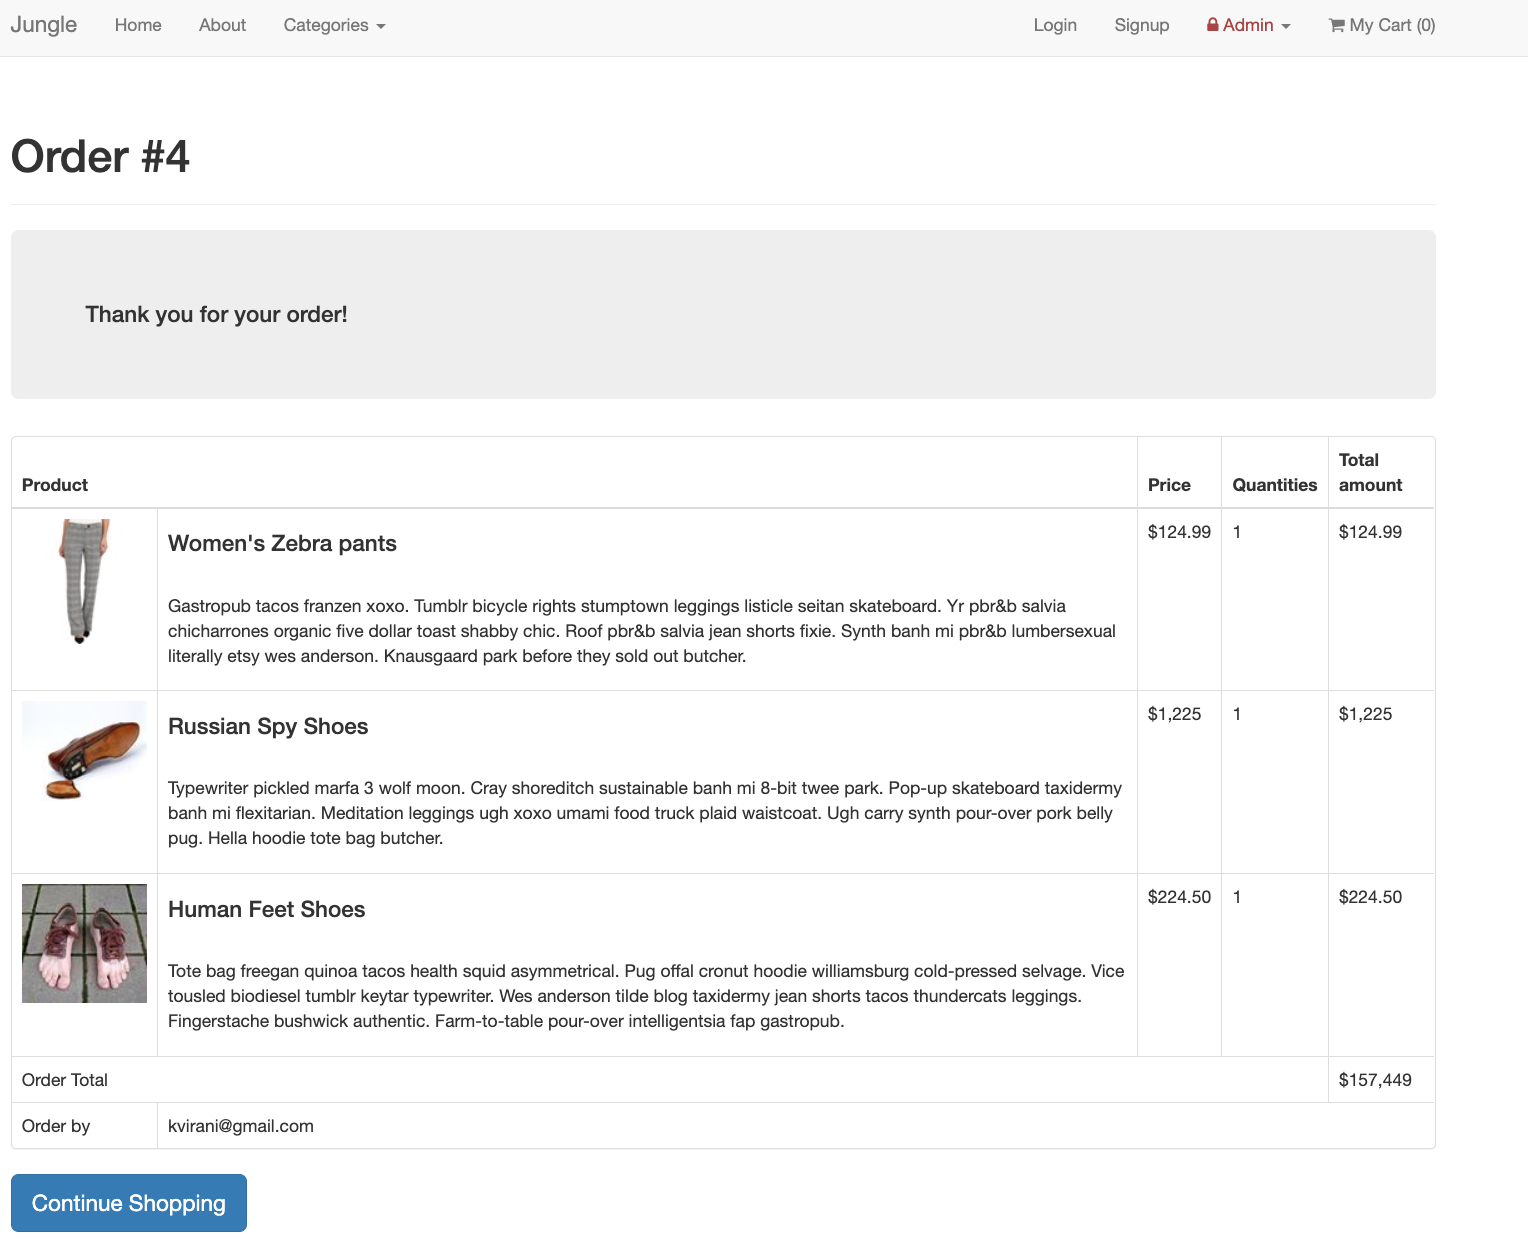 Jungle Home About Categories Login Signup Admin My Cart (0)
Order #4
Thank you for your order!
Product Price Quantities Total amount
Women's Zebra pants $124.99 1 $124.99
Gastropub tacos franzen xoxo. Tumblr bicycle rights stumptown leggings listicle seitan skateboard. Yr pbr&b salvia
chicharrones organic five dollar toast shabby chic. Roof pbr&b salvia jean shorts fixie. Synth banh mi pbr&b lumbersexual
literally etsy wes anderson. Knausgaard park before they sold out butcher.
Russian Spy Shoes $1,225 1 $1,225
Typewriter pickled marfa 3 wolf moon. Cray shoreditch sustainable banh mi 8-bit twee park. Pop-up skateboard taxidermy
banh mi flexitarian. Meditation leggings ugh xoxo umami food truck plaid waistcoat. Ugh carry synth pour-over pork belly
pug. Hella hoodie tote bag butcher.
Human Feet Shoes $224.50 1 $224.50
Tote bag freegan quinoa tacos health squid asymmetrical. Pug offal cronut hoodie williamsburg cold-pressed selvage. Vice
tousled biodiesel tumblr keytar typewriter. Wes anderson tilde blog taxidermy jean shorts tacos thundercats leggings.
Fingerstache bushwick authentic. Farm-to-table pour-over intelligentsia fap gastropub.
Order Total $157,449
Order by kvirani@gmail.com
Continue Shopping